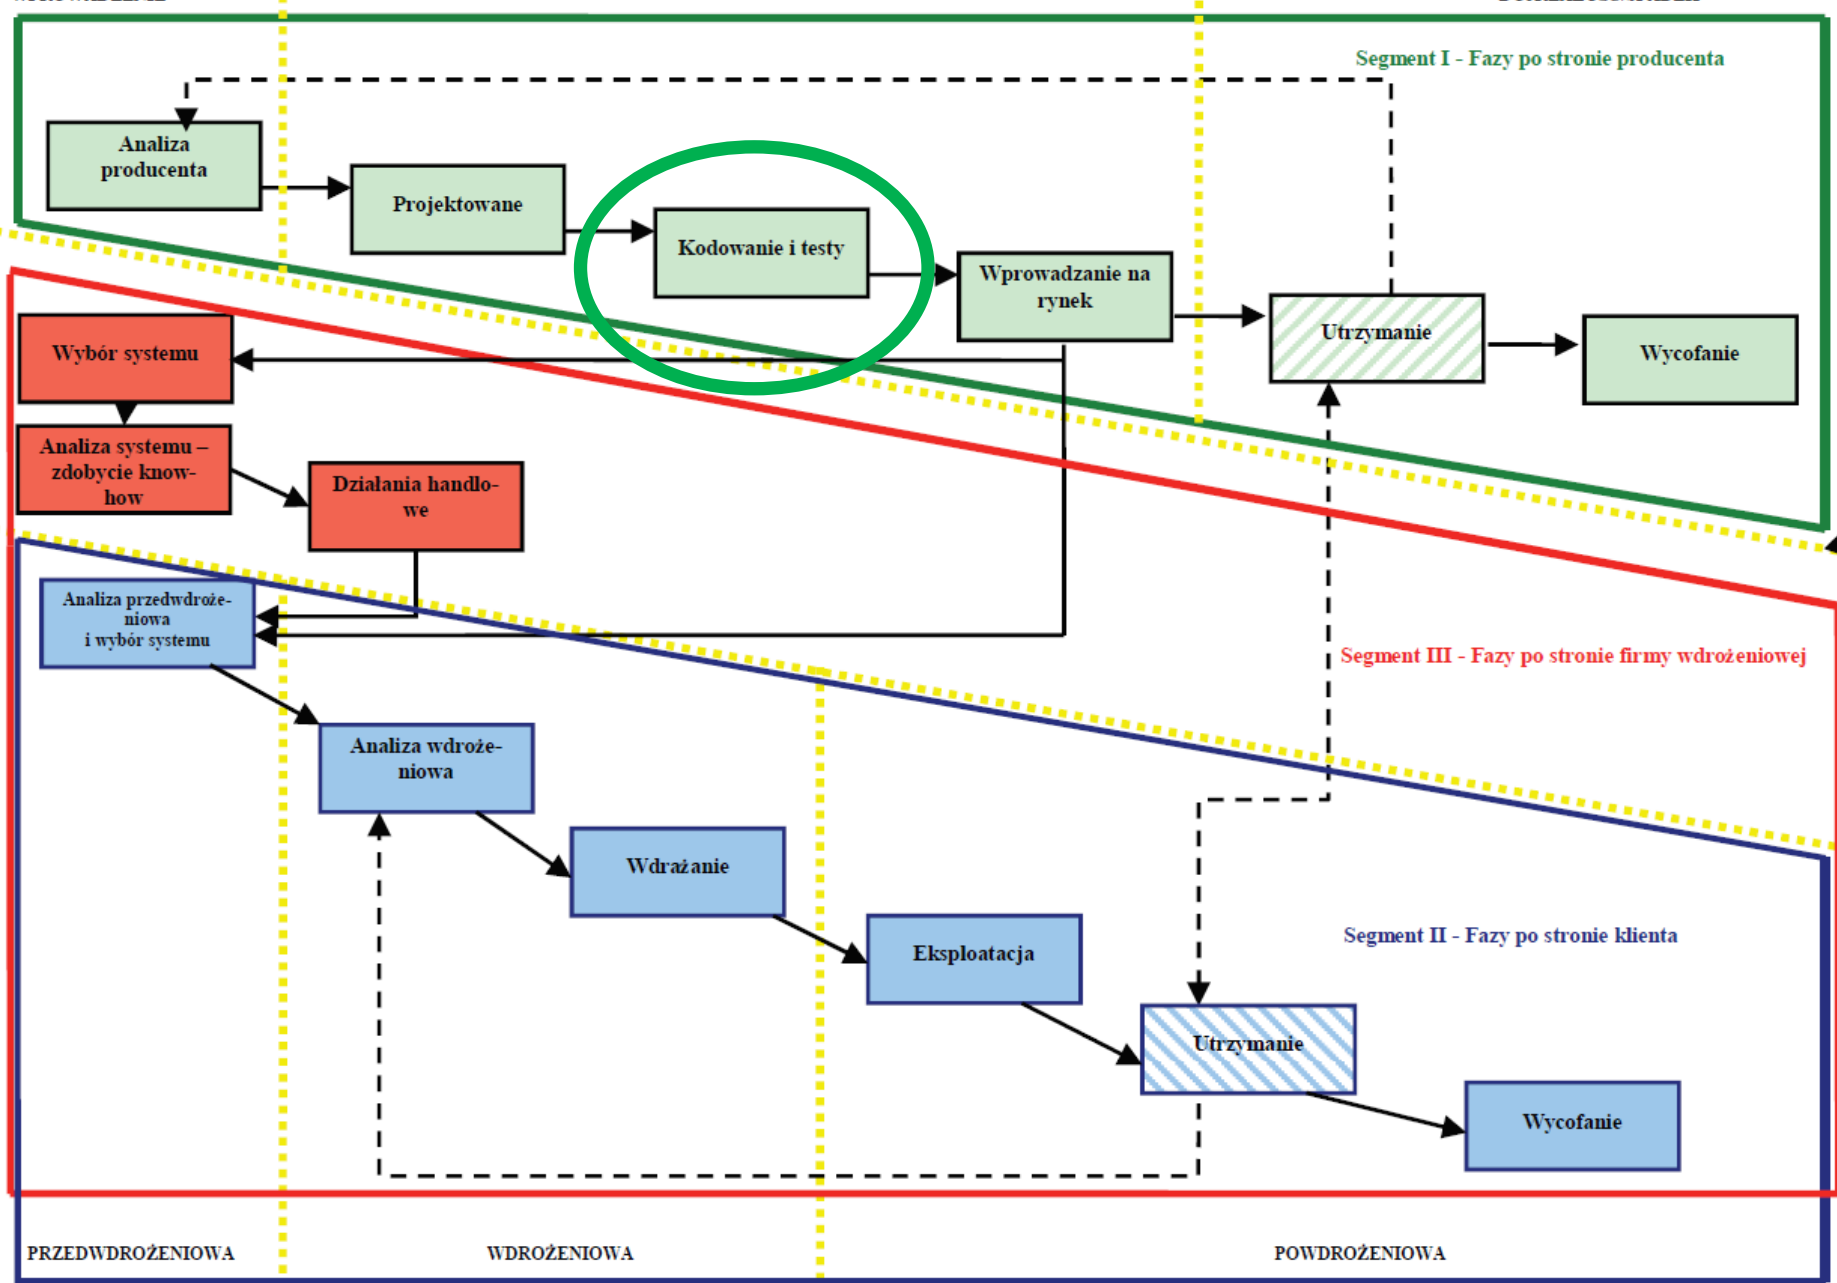 Segment I - Fazy po stronie producenta
Analiza
producenta
Projektowane
Kodowanie i testy
Wprowadzanie na
rynek
Utrzymanie
Wycofanie
Wybór systemu
Analiza systemu –
zdobycie know-
how
Działania handlo-
we
Analiza przedwdroże-
niowa
i wybór systemu
Segment III - Fazy po stronie firmy wdrożeniowej
Analiza wdroże-
niowa
Wdrażanie
Eksploatacja
Segment II - Fazy po stronie klienta
Utrzymanie
Wycofanie
PRZEDWDROŻENIOWA
WDROŻENIOWA
POWDROŻENIOWA